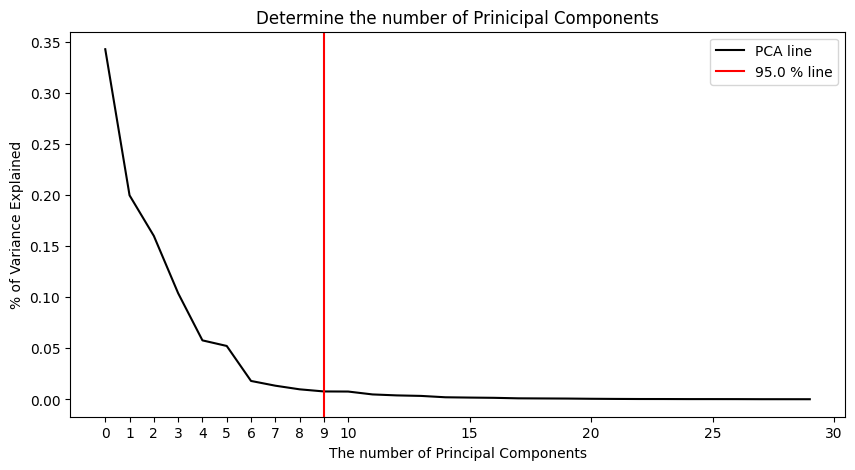 Determine the number of Prinicipal Components
PCA line
95.0 % line
% of Variance Explained
0.35
0.30
0.25
0.20
0.15
0.10
0.05
0.00
0 1 2 3 4 5 6 7 8 9 10 15 20 25 30
The number of Principal Components